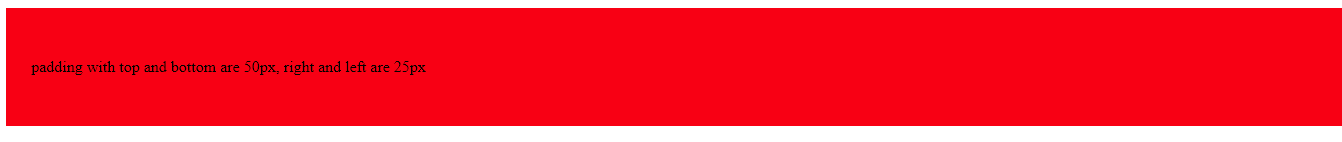 padding with top and bottom are 50px, right and left are 25px